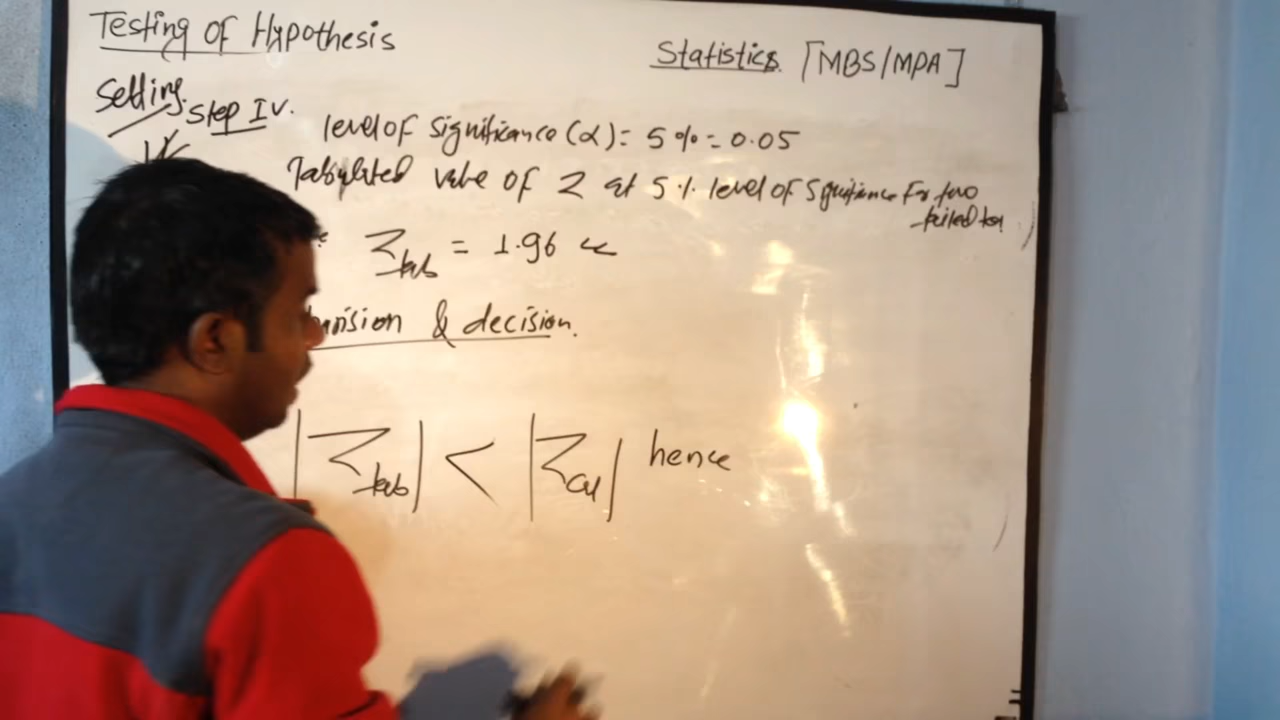 Testing of Hypothesis
Statistics [MBS/MPA]
Setting
Step IV.
level of significance (α) = 5% = 0.05
Tabulated value of Z at 5% level of Significance for two
tailed test
Ztab = 1.96
& decision.
|Ztab| < |Zcal| hence